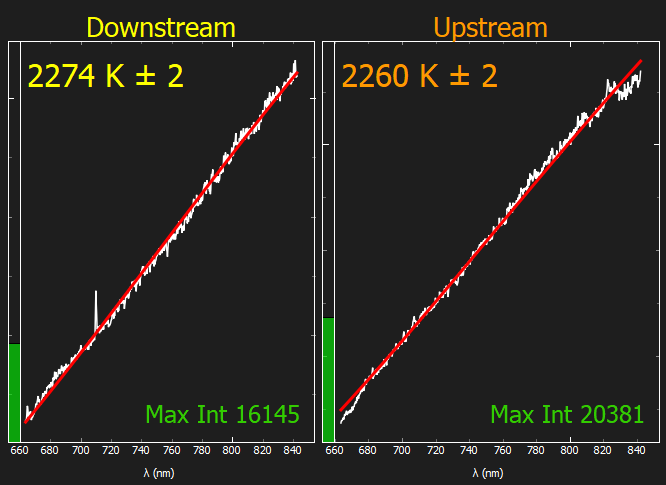 Downstream
2274 K ± 2
Max Int 16145
660 680 700 720 740 760 780 800 820 840
λ (nm)
Upstream
2260 K ± 2
Max Int 20381
660 680 700 720 740 760 780 800 820 840
λ (nm)